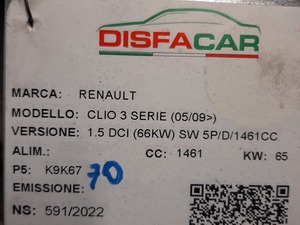 DISFACAR
MARCA: RENAULT
MODELLO: CLIO 3 SERIE (05/09>)
VERSIONE: 1.5 DCI (66KW) SW 5P/D/1461CC
ALIM.: CC: 1461 KW: 65
P5: K9K67 70
EMISSIONE:
NS: 591/2022